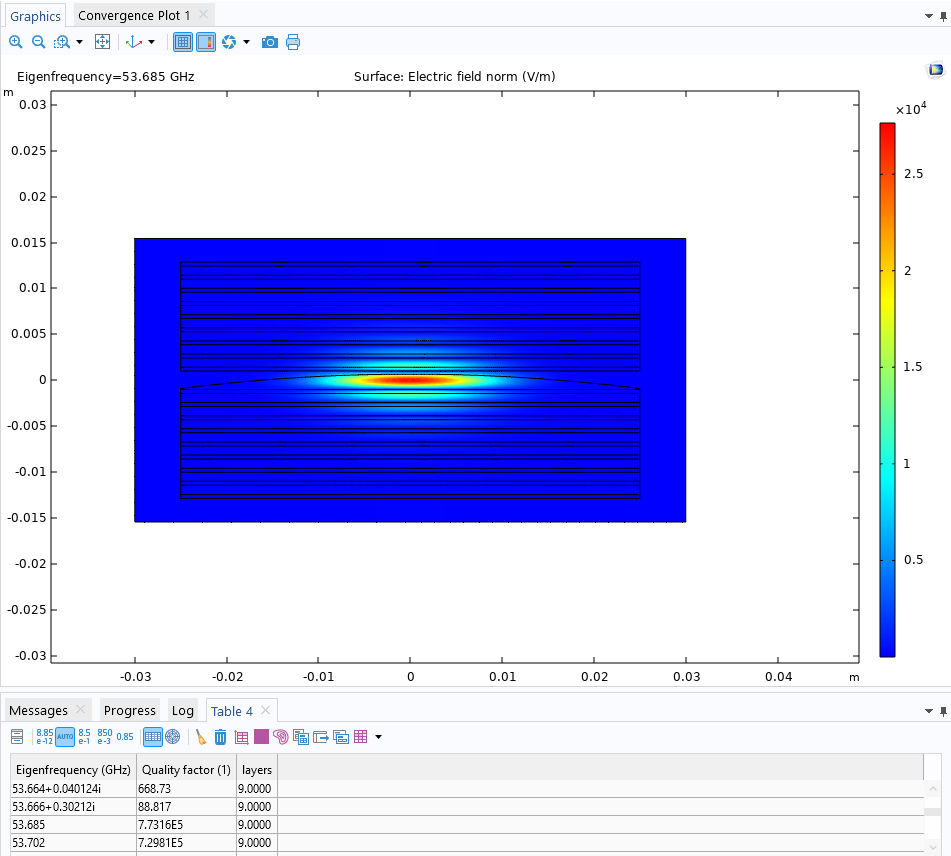 Graphics Convergence Plot 1
Eigenfrequency=53.685 GHz Surface: Electric field norm (V/m)
m
×10⁴
0.03
0.025
0.02
0.015
0.01
0.005
0
-0.005
-0.01
-0.015
-0.02
-0.025
-0.03
2.5
2
1.5
1
0.5
-0.03 -0.02 -0.01 0 0.01 0.02 0.03 0.04 m
Messages Progress Log Table 4
8.85 e-12 AUTO 8.5 e-1 850 e-3 0.85
Eigenfrequency (GHz) Quality factor (1) layers
53.664+0.040124i 668.73 9.0000
53.666+0.30212i 88.817 9.0000
53.685 7.7316E5 9.0000
53.702 7.2981E5 9.0000